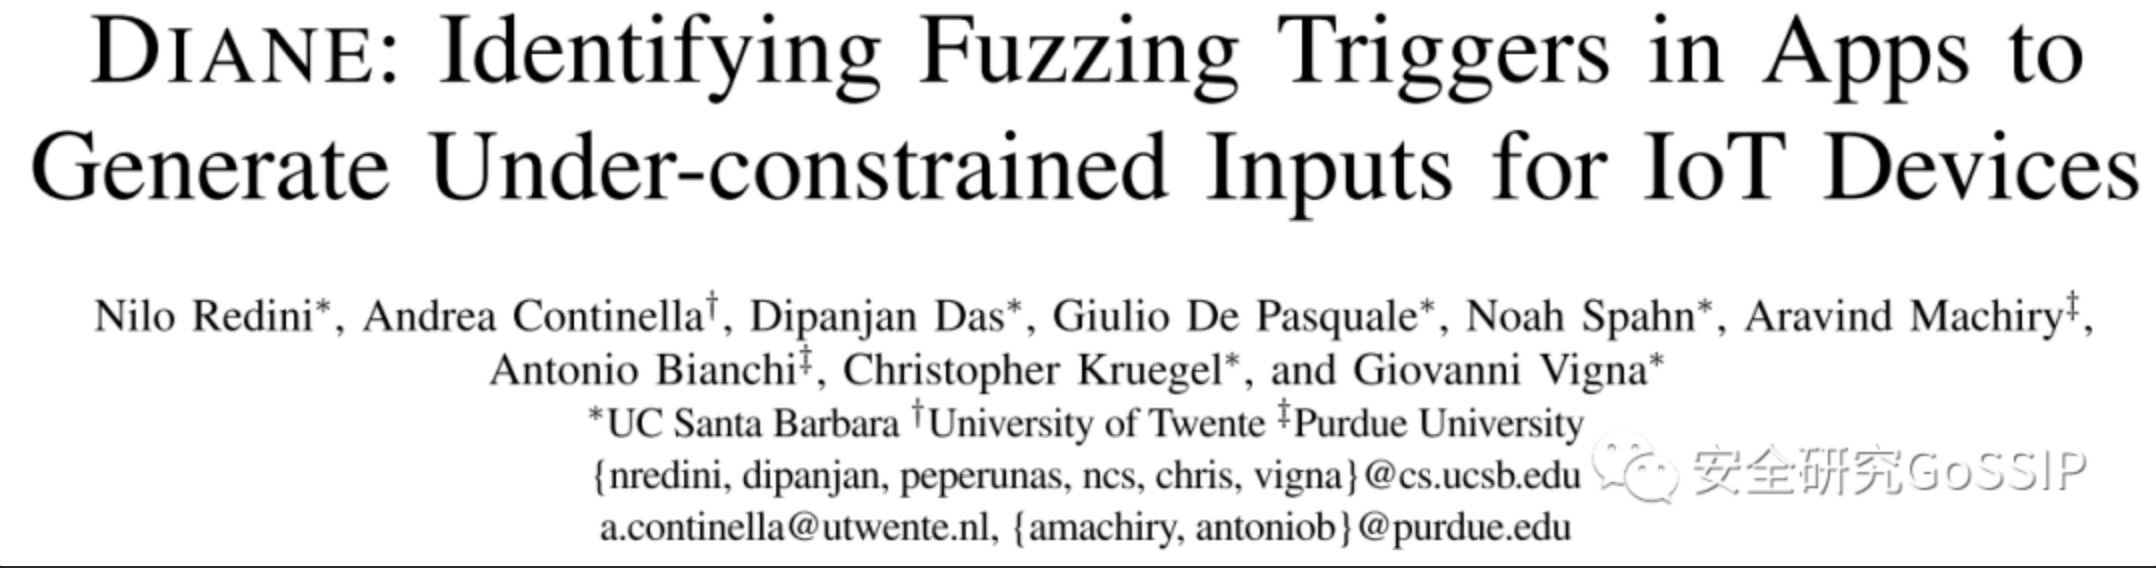 DIANE: Identifying Fuzzing Triggers in Apps to
Generate Under-constrained Inputs for IoT Devices
Nilo Redini*, Andrea Continella†, Dipanjan Das*, Giulio De Pasquale*, Noah Spahn*, Aravind Machiry‡,
Antonio Bianchi‡, Christopher Kruegel*, and Giovanni Vigna*
*UC Santa Barbara †University of Twente ‡Purdue University
{nredini, dipanjan, peperunas, ncs, chris, vigna}@cs.ucsb.edu
安全研究GoSSIP
a.continella@utwente.nl, {amachiry, antoniob}@purdue.edu